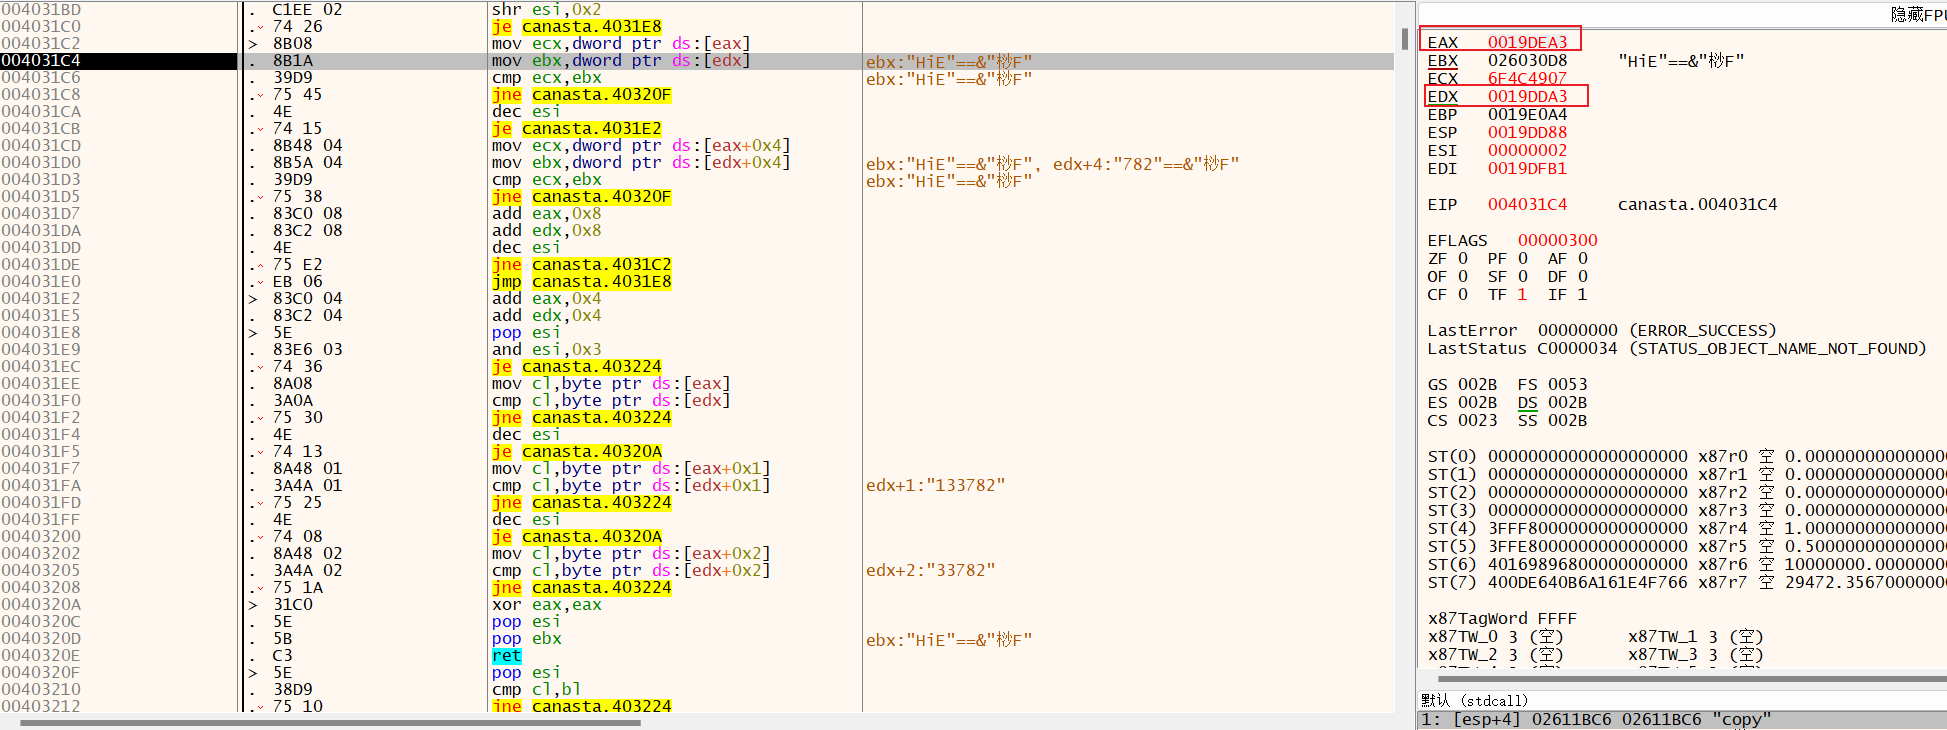 004031BD . C1EE 02 shr esi,0x2
004031C0 .˅ 74 26 je canasta.4031E8
004031C2 > 8B08 mov ecx,dword ptr ds:[eax]
004031C4 . 8B1A mov ebx,dword ptr ds:[edx] ebx:"HiE"==&"桫F"
004031C6 . 39D9 cmp ecx,ebx ebx:"HiE"==&"桫F"
004031C8 .˅ 75 45 jne canasta.40320F
004031CA . 4E dec esi
004031CB .˅ 74 15 je canasta.4031E2
004031CD . 8B48 04 mov ecx,dword ptr ds:[eax+0x4]
004031D0 . 8B5A 04 mov ebx,dword ptr ds:[edx+0x4] ebx:"HiE"==&"桫F", edx+4:"782"==&"桫F"
004031D3 . 39D9 cmp ecx,ebx ebx:"HiE"==&"桫F"
004031D5 .˅ 75 38 jne canasta.40320F
004031D7 . 83C0 08 add eax,0x8
004031DA . 83C2 08 add edx,0x8
004031DD . 4E dec esi
004031DE .˄ 75 E2 jne canasta.4031C2
004031E0 .˅ EB 06 jmp canasta.4031E8
004031E2 > 83C0 04 add eax,0x4
004031E5 . 83C2 04 add edx,0x4
004031E8 > 5E pop esi
004031E9 . 83E6 03 and esi,0x3
004031EC .˅ 74 36 je canasta.403224
004031EE . 8A08 mov cl,byte ptr ds:[eax]
004031F0 . 3A0A cmp cl,byte ptr ds:[edx]
004031F2 .˅ 75 30 jne canasta.403224
004031F4 . 4E dec esi
004031F5 .˅ 74 13 je canasta.40320A
004031F7 . 8A48 01 mov cl,byte ptr ds:[eax+0x1]
004031FA . 3A4A 01 cmp cl,byte ptr ds:[edx+0x1] edx+1:"133782"
004031FD .˅ 75 25 jne canasta.403224
004031FF . 4E dec esi
00403200 .˅ 74 08 je canasta.40320A
00403202 . 8A48 02 mov cl,byte ptr ds:[eax+0x2]
00403205 . 3A4A 02 cmp cl,byte ptr ds:[edx+0x2] edx+2:"33782"
00403208 .˅ 75 1A jne canasta.403224
0040320A > 31C0 xor eax,eax
0040320C . 5E pop esi
0040320D . 5B pop ebx ebx:"HiE"==&"桫F"
0040320E . C3 ret
0040320F > 5E pop esi
00403210 . 38D9 cmp cl,bl
00403212 .˅ 75 10 jne canasta.403224
隐藏FPU
EAX 0019DEA3
EBX 026030D8 "HiE"==&"桫F"
ECX 6F4C4907
EDX 0019DDA3
EBP 0019E0A4
ESP 0019DD88
ESI 00000002
EDI 0019DFB1
EIP 004031C4 canasta.004031C4
EFLAGS 00000300
ZF 0 PF 0 AF 0
OF 0 SF 0 DF 0
CF 0 TF 1 IF 1
LastError 00000000 (ERROR_SUCCESS)
LastStatus C0000034 (STATUS_OBJECT_NAME_NOT_FOUND)
GS 002B FS 0053
ES 002B DS 002B
CS 0023 SS 002B
ST(0) 00000000000000000000 x87r0 空 0.00000000000000
ST(1) 00000000000000000000 x87r1 空 0.00000000000000
ST(2) 00000000000000000000 x87r2 空 0.00000000000000
ST(3) 00000000000000000000 x87r3 空 0.00000000000000
ST(4) 3FFF8000000000000000 x87r4 空 1.00000000000000
ST(5) 3FFE8000000000000000 x87r5 空 0.50000000000000
ST(6) 40169896800000000000 x87r6 空 10000000.0000000
ST(7) 400DE640B6A161E4F766 x87r7 空 29472.3567000000
x87TagWord FFFF
x87TW_0 3 (空) x87TW_1 3 (空)
x87TW_2 3 (空) x87TW_3 3 (空)
默认 (stdcall)
1: [esp+4] 02611BC6 02611BC6 "copy"